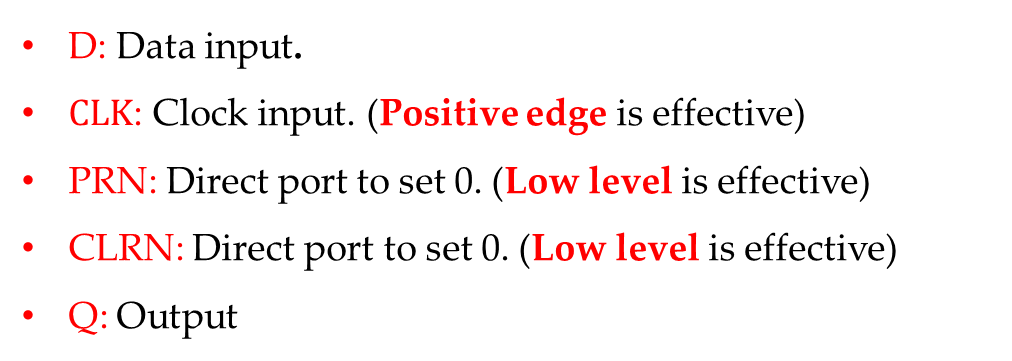 • D: Data input.
• CLK: Clock input. (Positive edge is effective)
• PRN: Direct port to set 0. (Low level is effective)
• CLRN: Direct port to set 0. (Low level is effective)
• Q: Output